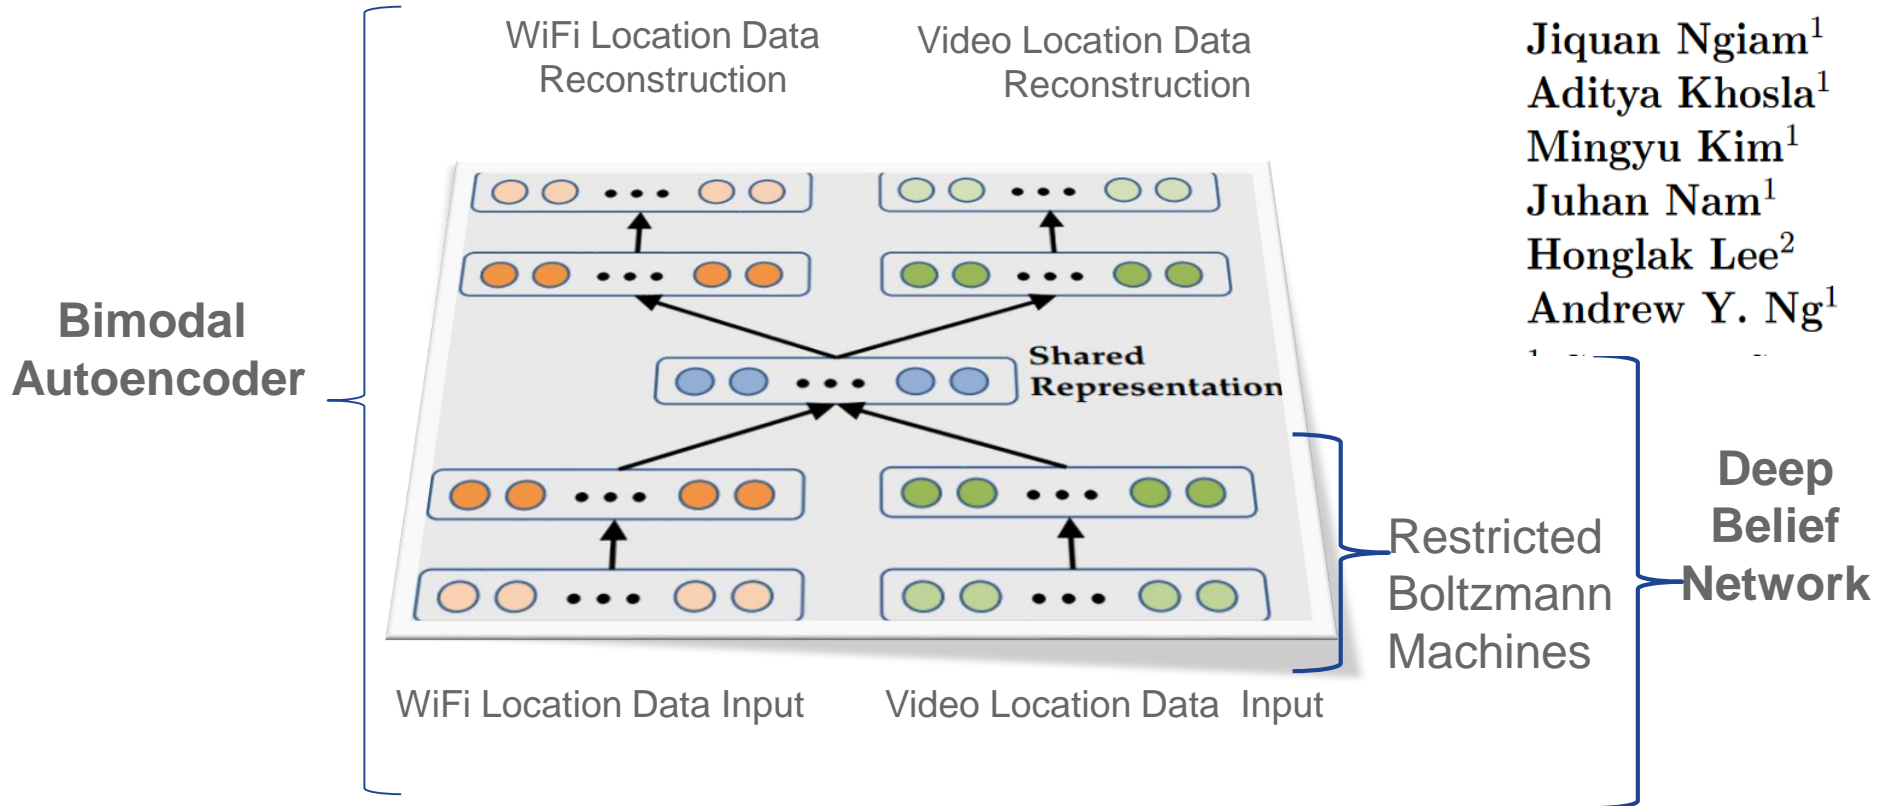 WiFi Location Data
Reconstruction
Video Location Data
Reconstruction
Jiquan Ngiam¹
Aditya Khosla¹
Mingyu Kim¹
Juhan Nam¹
Honglak Lee²
Andrew Y. Ng¹
Bimodal
Autoencoder
Shared
Representation
Restricted
Boltzmann
Machines
Deep
Belief
Network
WiFi Location Data Input
Video Location Data Input